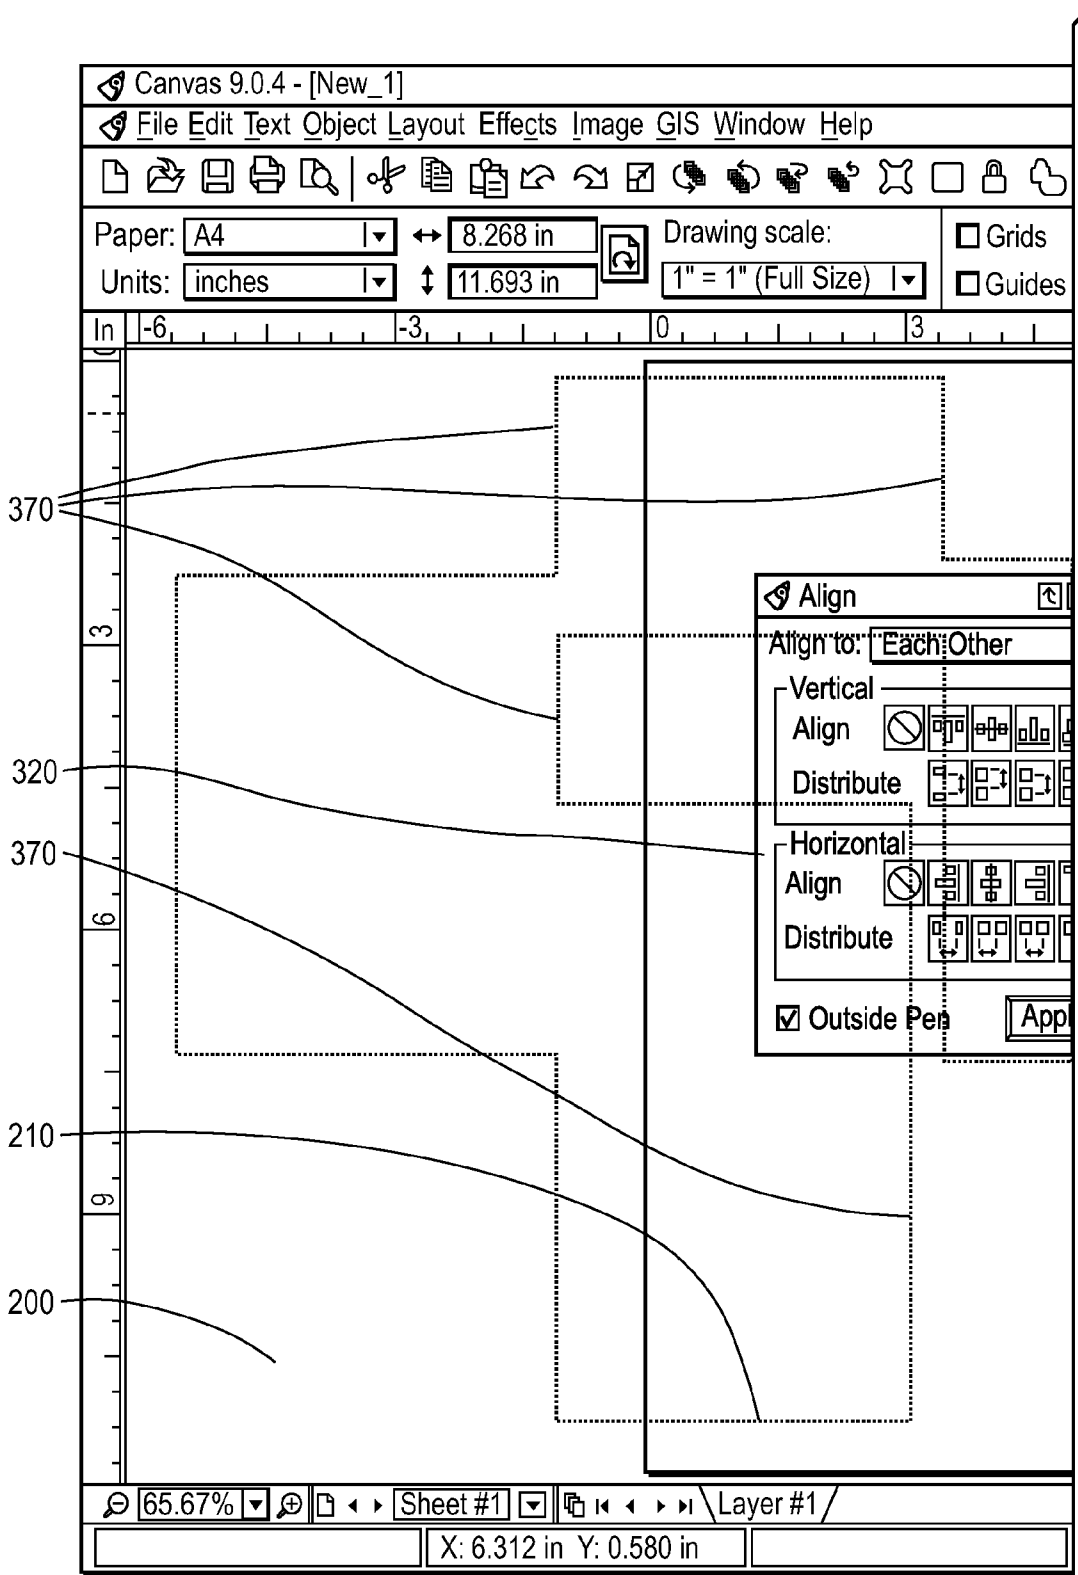 Canvas 9.0.4 - [New_1]
File Edit Text Object Layout Effects Image GIS Window Help
Paper: A4 8.268 in Drawing scale: Grids
Units: inches 11.693 in 1" = 1" (Full Size) Guides
In -6 -3 0 3
370
Align
3
Align to: Each Other
Vertical
Align
320
Distribute
370
Horizontal
Align
6
Distribute
Outside Pen
210
9
200
65.67% Sheet #1 Layer #1
X: 6.312 in Y: 0.580 in